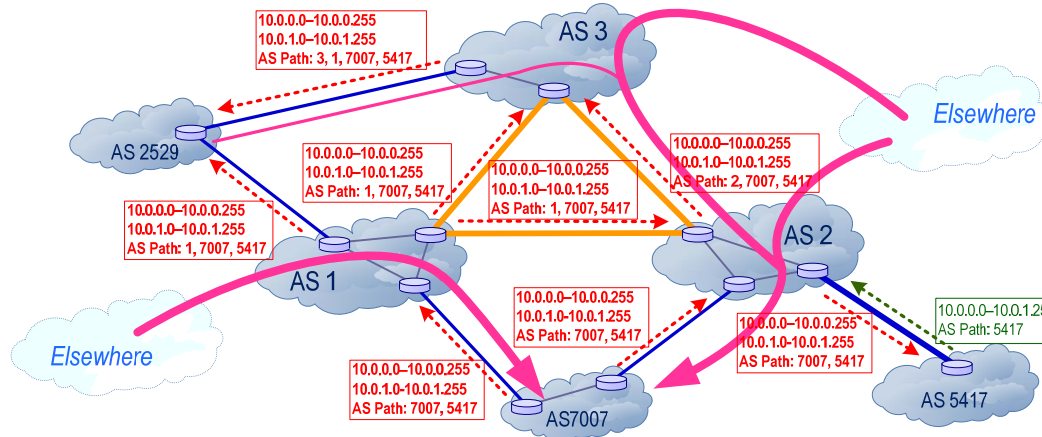 10.0.0.0–10.0.0.255
10.0.1.0–10.0.1.255
AS Path: 3, 1, 7007, 5417
AS 3
Elsewhere
AS 2529
10.0.0.0–10.0.0.255
10.0.1.0–10.0.1.255
AS Path: 1, 7007, 5417
10.0.0.0–10.0.0.255
10.0.1.0–10.0.1.255
AS Path: 1, 7007, 5417
10.0.0.0–10.0.0.255
10.0.1.0–10.0.1.255
AS Path: 2, 7007, 5417
10.0.0.0–10.0.0.255
10.0.1.0–10.0.1.255
AS Path: 1, 7007, 5417
AS 1
AS 2
Elsewhere
10.0.0.0–10.0.0.255
10.0.1.0-10.0.1.255
AS Path: 7007, 5417
10.0.0.0–10.0.0.255
10.0.1.0-10.0.1.255
AS Path: 7007, 5417
10.0.0.0–10.0.1.25
AS Path: 5417
10.0.0.0–10.0.0.255
10.0.1.0-10.0.1.255
AS Path: 7007, 5417
AS7007
AS 5417